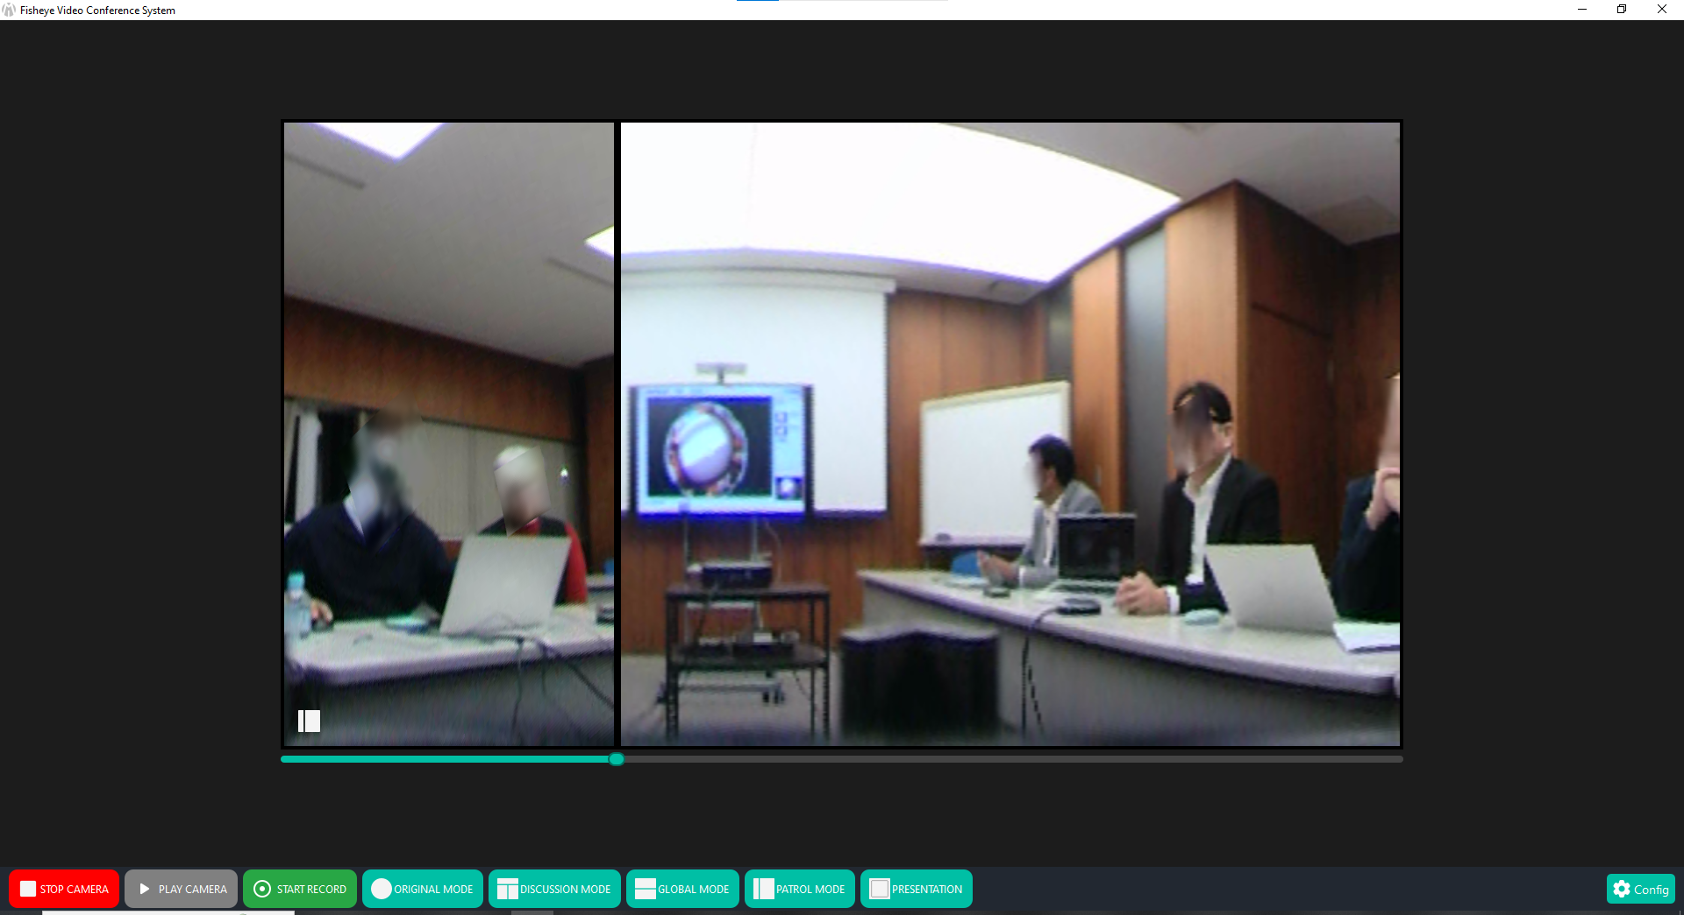 Fisheye Video Conference System
STOP CAMERA
PLAY CAMERA
START RECORD
ORIGINAL MODE
DISCUSSION MODE
GLOBAL MODE
PATROL MODE
PRESENTATION
Config